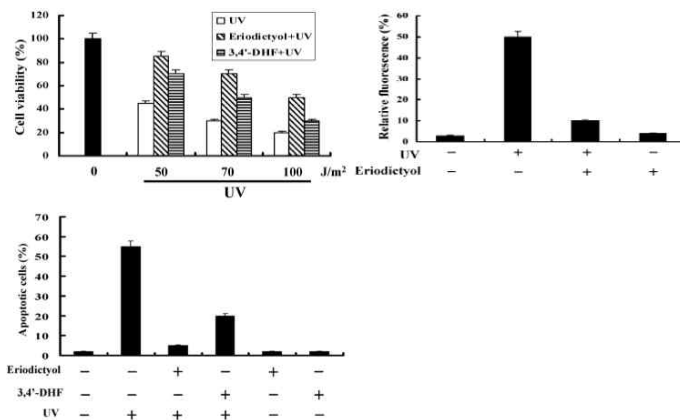 Cell viability (%)
120
100
80
60
40
20
0
UV
Eriodictyol+UV
3,4'-DHF+UV
0 50 70 100 J/m²
UV
Relative fluorescence (%)
60
50
40
30
20
10
0
UV – + + –
Eriodictyol – – + +
Apoptotic cells (%)
70
60
50
40
30
20
10
0
Eriodictyol – – + – + –
3,4'-DHF – – – + – +
UV – + + + – –